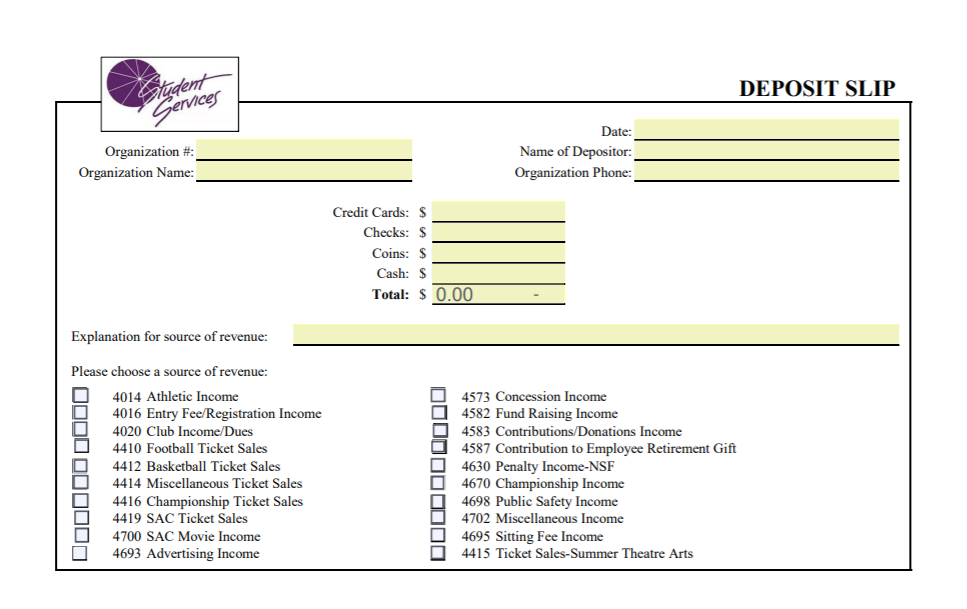 Student
Services
DEPOSIT SLIP
Date:
Organization #:
Name of Depositor:
Organization Name:
Organization Phone:
Credit Cards: $
Checks: $
Coins: $
Cash: $
Total: $ 0.00 -
Explanation for source of revenue:
Please choose a source of revenue:
4014 Athletic Income
4016 Entry Fee/Registration Income
4020 Club Income/Dues
4410 Football Ticket Sales
4412 Basketball Ticket Sales
4414 Miscellaneous Ticket Sales
4416 Championship Ticket Sales
4419 SAC Ticket Sales
4700 SAC Movie Income
4693 Advertising Income
4573 Concession Income
4582 Fund Raising Income
4583 Contributions/Donations Income
4587 Contribution to Employee Retirement Gift
4630 Penalty Income-NSF
4670 Championship Income
4698 Public Safety Income
4702 Miscellaneous Income
4695 Sitting Fee Income
4415 Ticket Sales-Summer Theatre Arts